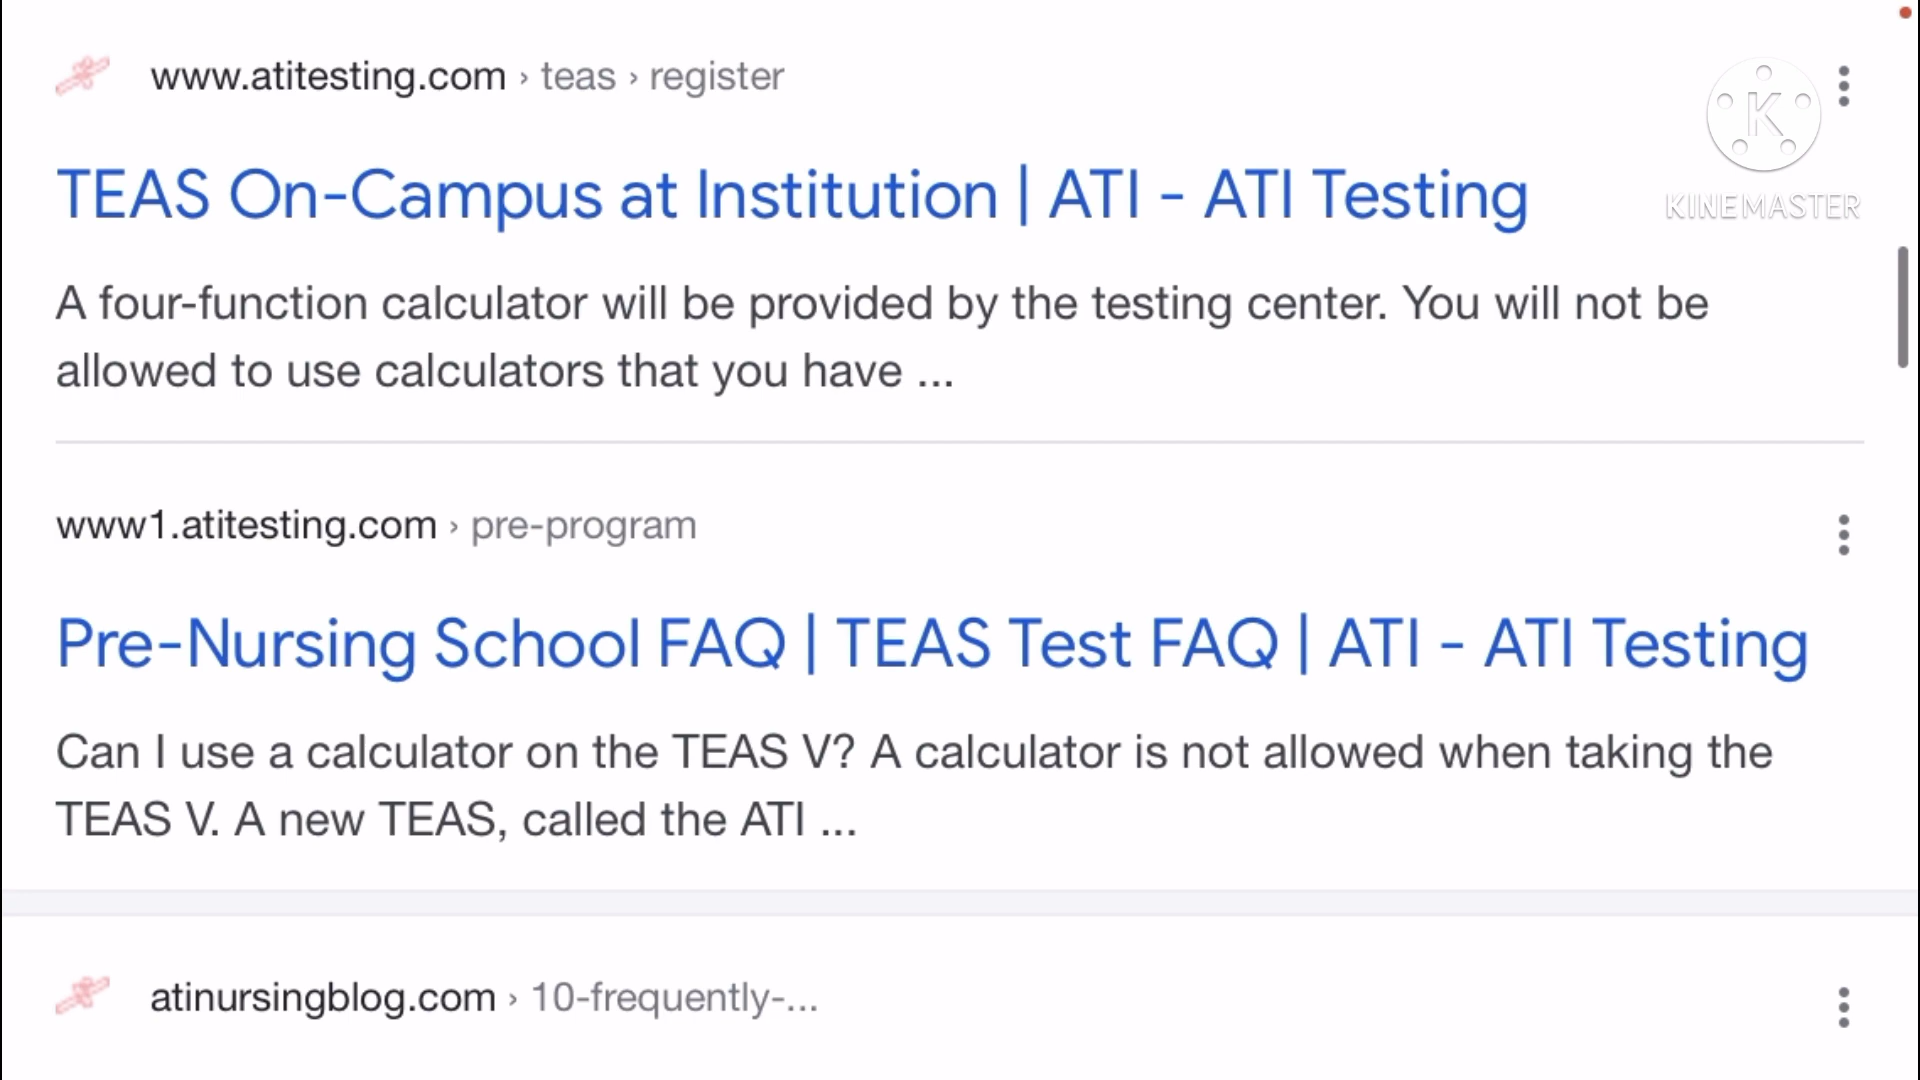 www.atitesting.com › teas › register
K
KINEMASTER
TEAS On-Campus at Institution | ATI - ATI Testing
A four-function calculator will be provided by the testing center. You will not be
allowed to use calculators that you have ...
www1.atitesting.com › pre-program
Pre-Nursing School FAQ | TEAS Test FAQ | ATI - ATI Testing
Can I use a calculator on the TEAS V? A calculator is not allowed when taking the
TEAS V. A new TEAS, called the ATI ...
atinursingblog.com › 10-frequently-...